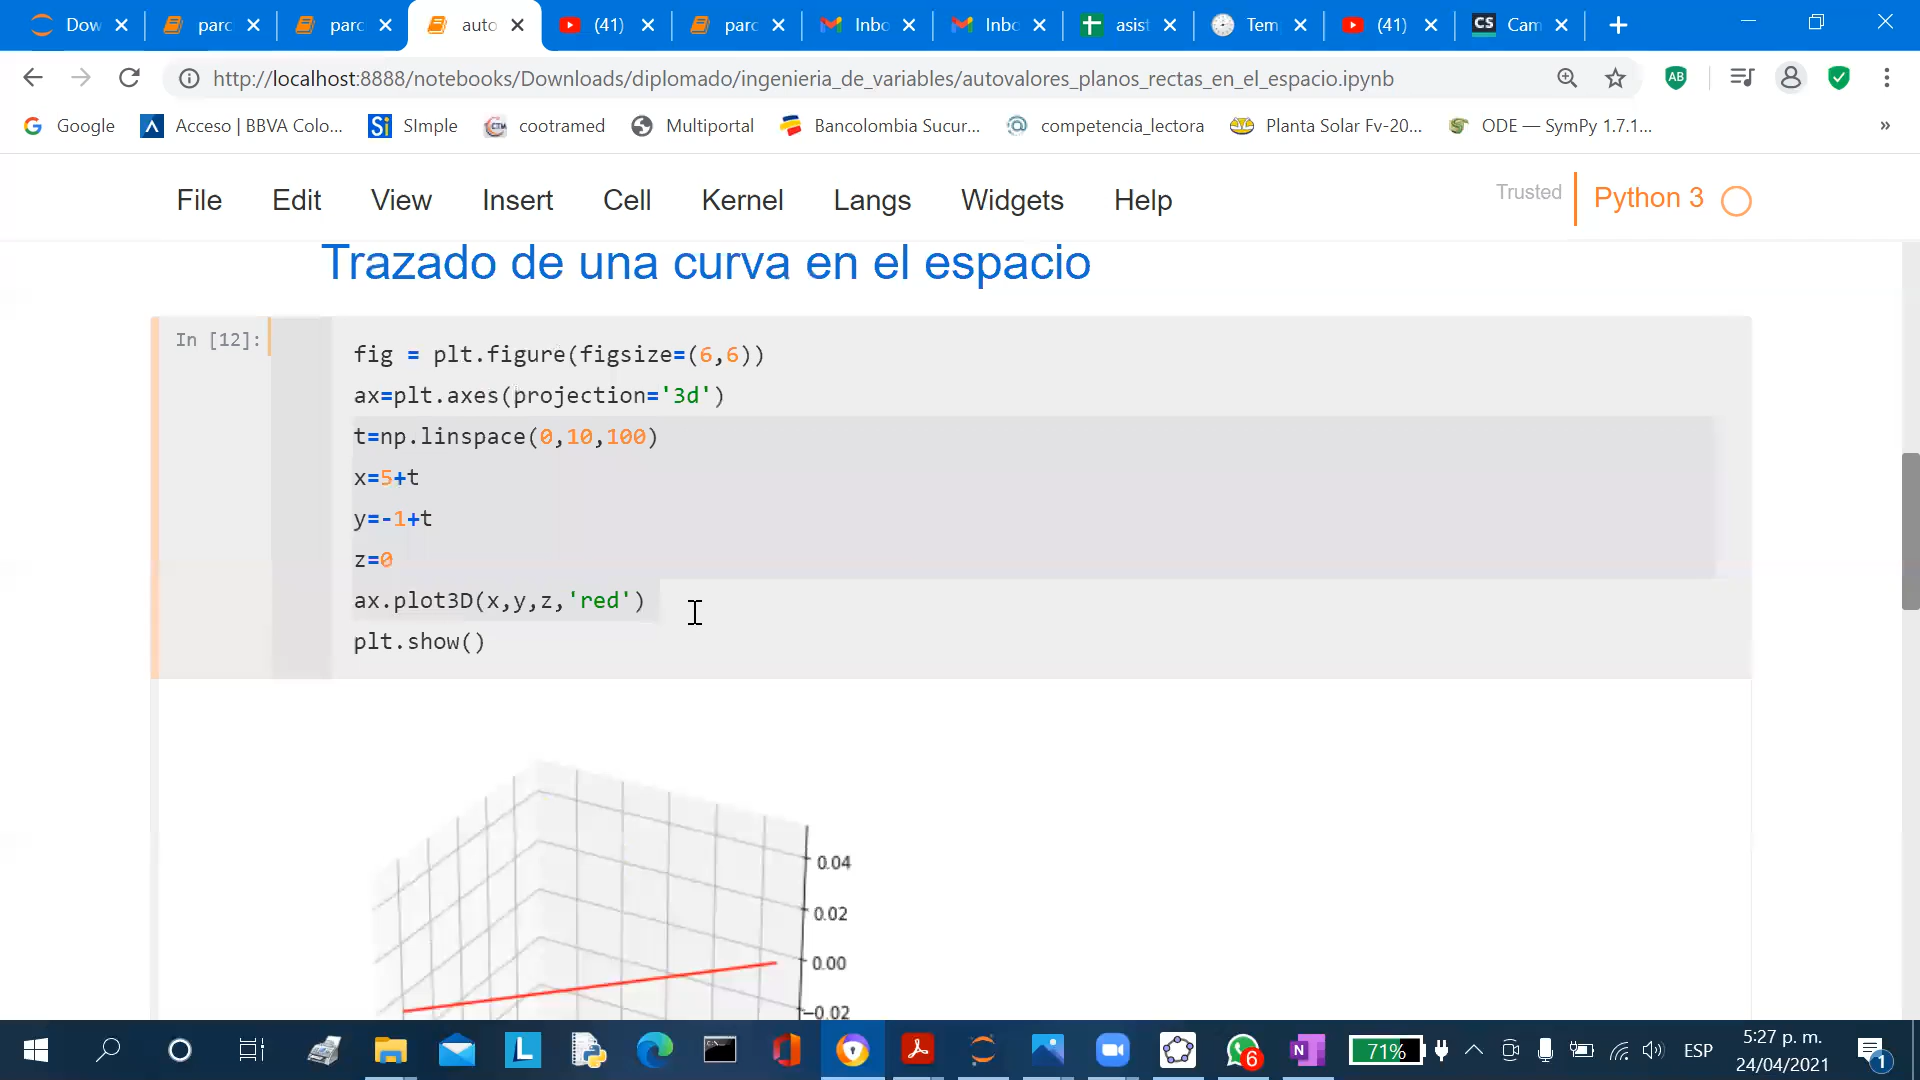 Dow
parc
parc
auto
(41)
parc
Inbo
Inbo
asis
Tem
(41)
CS
Cam
http://localhost:8888/notebooks/Downloads/diplomado/ingenieria_de_variables/autovalores_planos_rectas_en_el_espacio.ipynb
AB
Google
Acceso | BBVA Colo...
SImple
cootramed
Multiportal
Bancolombia Sucur...
competencia_lectora
Planta Solar Fv-20...
ODE — SymPy 1.7.1...
»
File Edit View Insert Cell Kernel Langs Widgets Help
Trusted
Python 3
Trazado de una curva en el espacio
In [12]:
fig = plt.figure(figsize=(6,6))
ax=plt.axes(projection='3d')
t=np.linspace(0,10,100)
x=5+t
y=-1+t
z=0
ax.plot3D(x,y,z,'red')
plt.show()
0.04
0.02
0.00
−0.02
71%
6
ESP
5:27 p. m.
24/04/2021
1